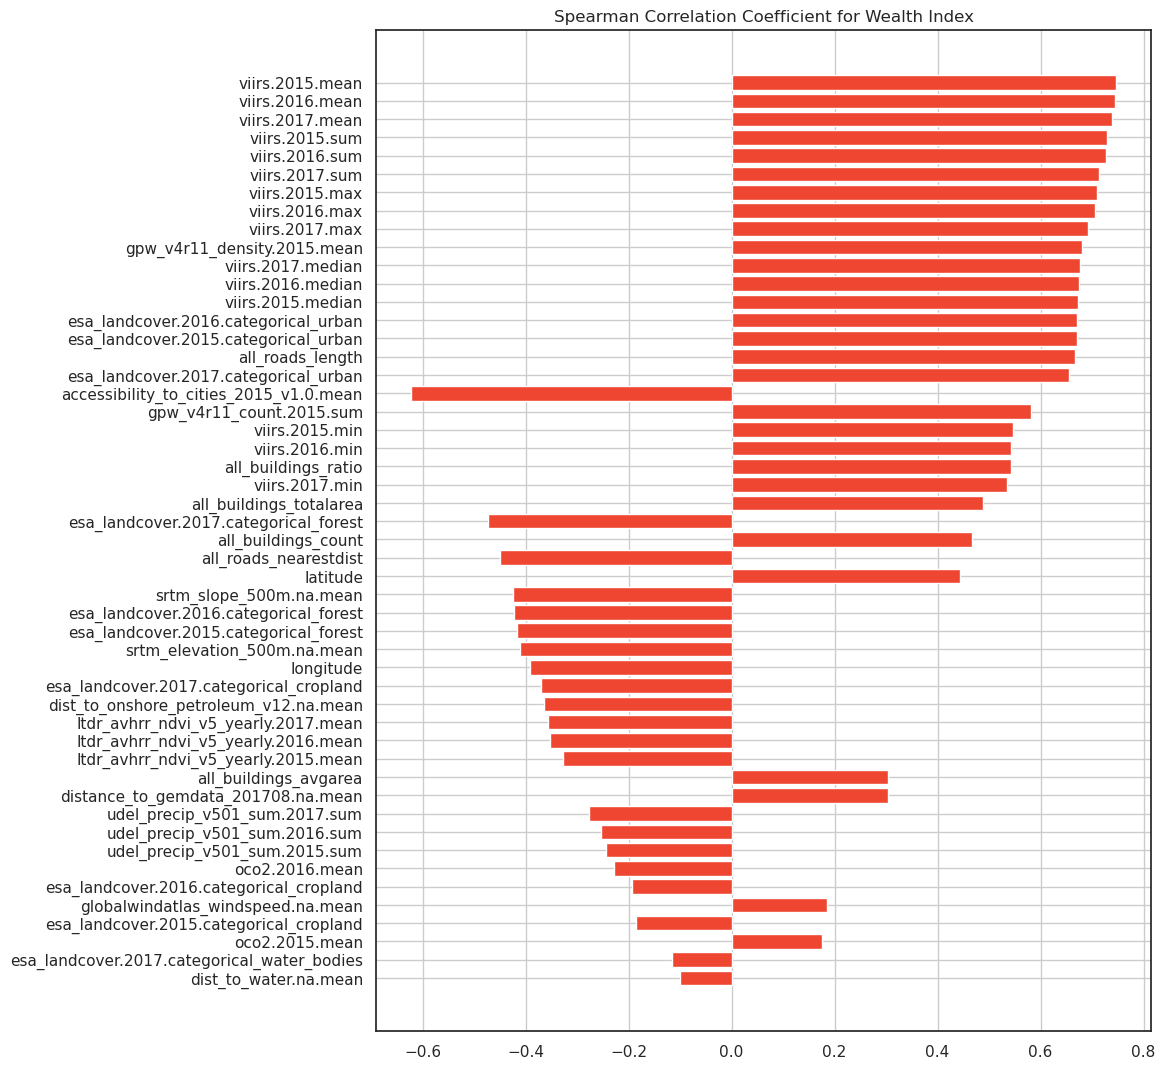 Spearman Correlation Coefficient for Wealth Index
viirs.2015.mean
viirs.2016.mean
viirs.2017.mean
viirs.2015.sum
viirs.2016.sum
viirs.2017.sum
viirs.2015.max
viirs.2016.max
viirs.2017.max
gpw_v4r11_density.2015.mean
viirs.2017.median
viirs.2016.median
viirs.2015.median
esa_landcover.2016.categorical_urban
esa_landcover.2015.categorical_urban
all_roads_length
esa_landcover.2017.categorical_urban
accessibility_to_cities_2015_v1.0.mean
gpw_v4r11_count.2015.sum
viirs.2015.min
viirs.2016.min
all_buildings_ratio
viirs.2017.min
all_buildings_totalarea
esa_landcover.2017.categorical_forest
all_buildings_count
all_roads_nearestdist
latitude
srtm_slope_500m.na.mean
esa_landcover.2016.categorical_forest
esa_landcover.2015.categorical_forest
srtm_elevation_500m.na.mean
longitude
esa_landcover.2017.categorical_cropland
dist_to_onshore_petroleum_v12.na.mean
ltdr_avhrr_ndvi_v5_yearly.2017.mean
ltdr_avhrr_ndvi_v5_yearly.2016.mean
ltdr_avhrr_ndvi_v5_yearly.2015.mean
all_buildings_avgarea
distance_to_gemdata_201708.na.mean
udel_precip_v501_sum.2017.sum
udel_precip_v501_sum.2016.sum
udel_precip_v501_sum.2015.sum
oco2.2016.mean
esa_landcover.2016.categorical_cropland
globalwindatlas_windspeed.na.mean
esa_landcover.2015.categorical_cropland
oco2.2015.mean
esa_landcover.2017.categorical_water_bodies
dist_to_water.na.mean
−0.6 −0.4 −0.2 0.0 0.2 0.4 0.6 0.8